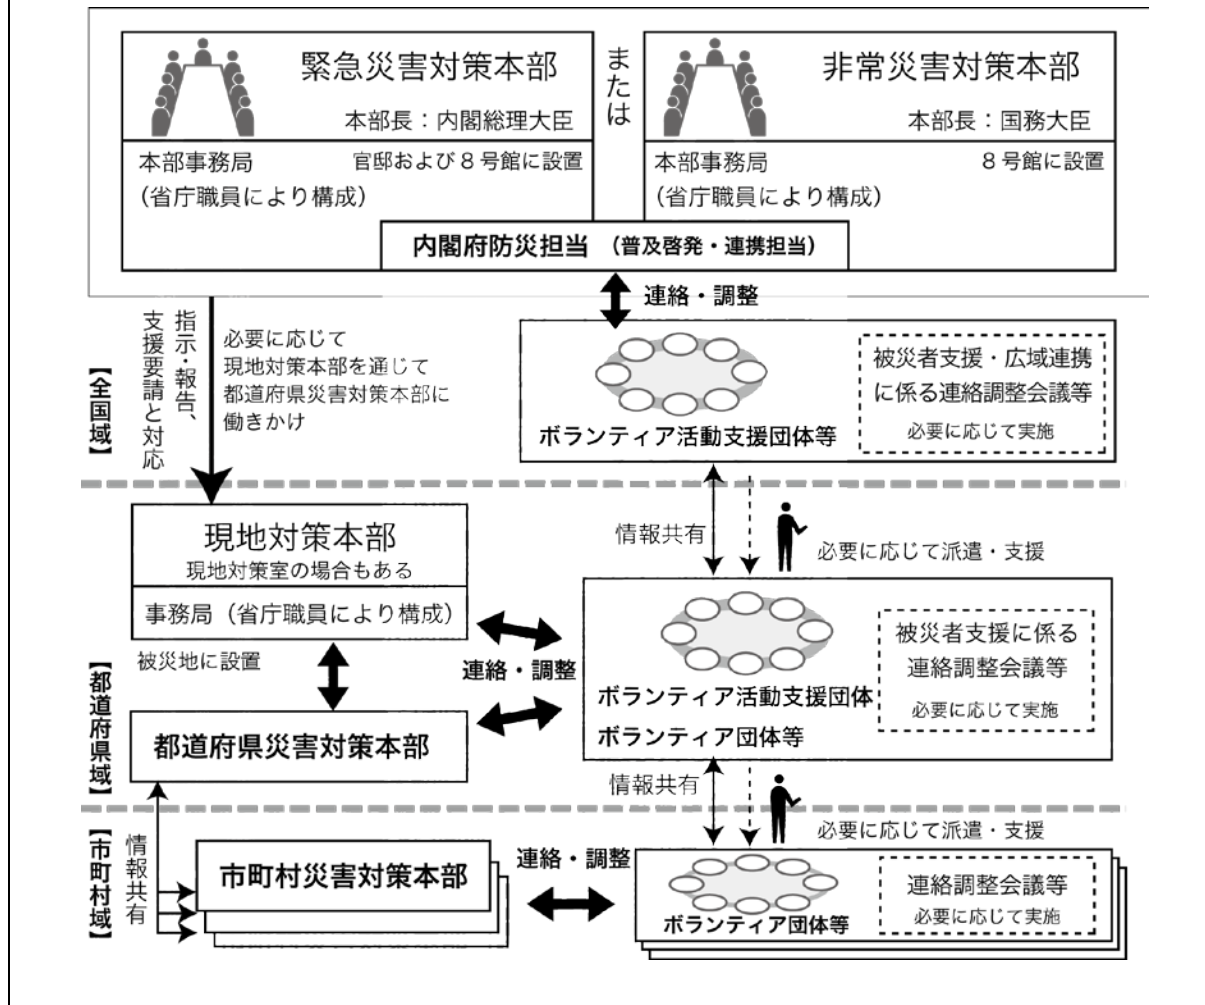 緊急災害対策本部
本部長：内閣総理大臣
本部事務局
官邸および８号館に設置
（省庁職員により構成）
または
非常災害対策本部
本部長：国務大臣
本部事務局
８号館に設置
（省庁職員により構成）
内閣府防災担当（普及啓発・連携担当）
連絡・調整
【全国域】
指示・報告、
支援要請と対応
必要に応じて
現地対策本部を通じて
都道府県災害対策本部に
働きかけ
ボランティア活動支援団体等
被災者支援・広域連携
に係る連絡調整会議等
必要に応じて実施
情報共有
必要に応じて派遣・支援
【都道府県域】
現地対策本部
現地対策室の場合もある
事務局（省庁職員により構成）
被災地に設置
連絡・調整
都道府県災害対策本部
ボランティア活動支援団体
ボランティア団体等
被災者支援に係る
連絡調整会議等
必要に応じて実施
情報共有
必要に応じて派遣・支援
【市町村域】
情報共有
市町村災害対策本部
連絡・調整
ボランティア団体等
連絡調整会議等
必要に応じて実施